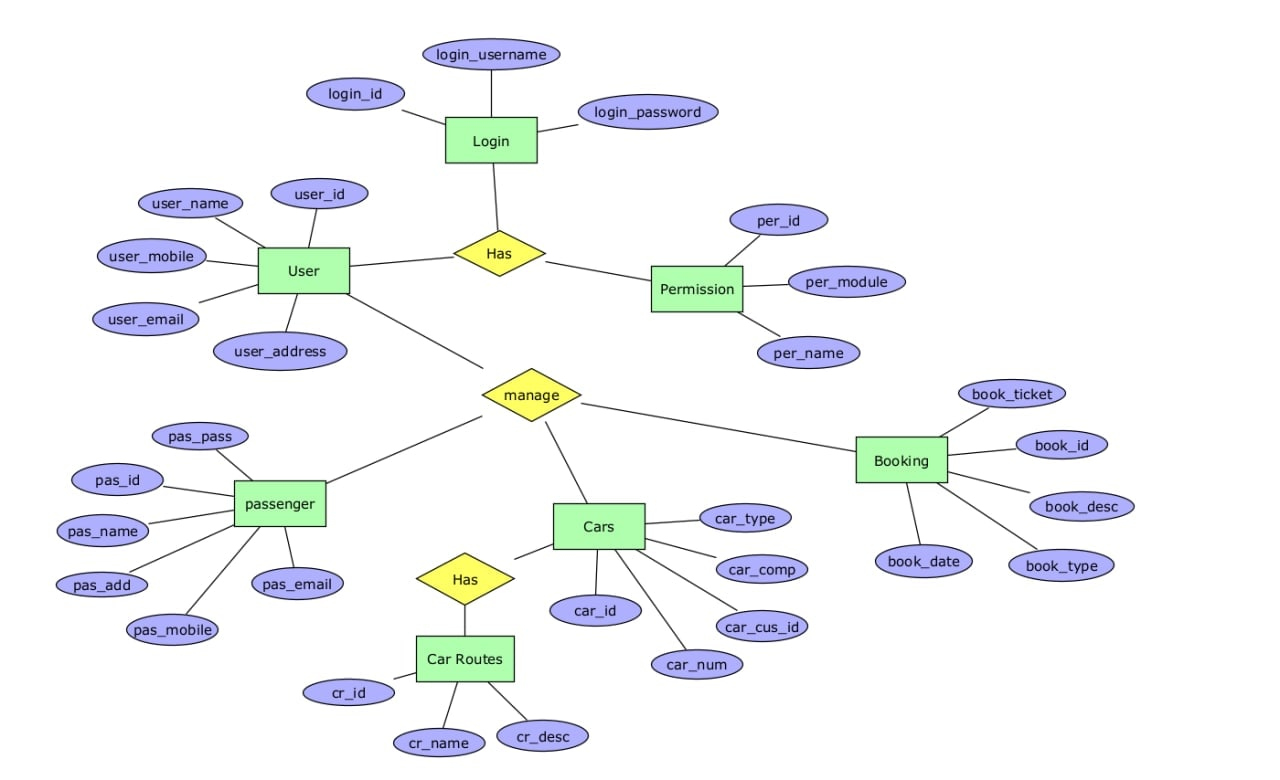 login_username
login_id
login_password
Login
user_name
user_id
user_mobile
User
user_email
user_address
Has
per_id
per_module
Permission
per_name
manage
book_ticket
book_id
Booking
book_desc
book_date
book_type
pas_pass
pas_id
passenger
pas_name
pas_add
pas_email
pas_mobile
Cars
car_type
car_comp
car_id
car_cus_id
car_num
Has
Car Routes
cr_id
cr_name
cr_desc